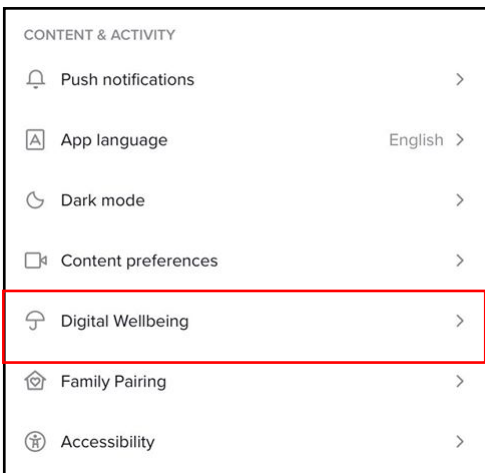 CONTENT & ACTIVITY
Push notifications
App language English
Dark mode
Content preferences
Digital Wellbeing
Family Pairing
Accessibility